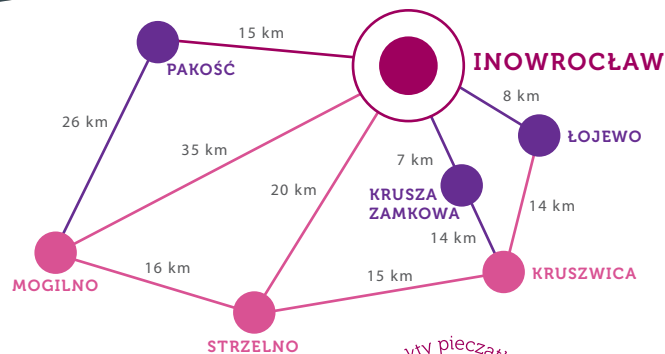 15 km
PAKOŚĆ
INOWROCŁAW
8 km
26 km
ŁOJEWO
35 km
7 km
20 km
KRUSZA
ZAMKOWA
14 km
14 km
16 km
15 km
KRUSZWICA
MOGILNO
STRZELNO